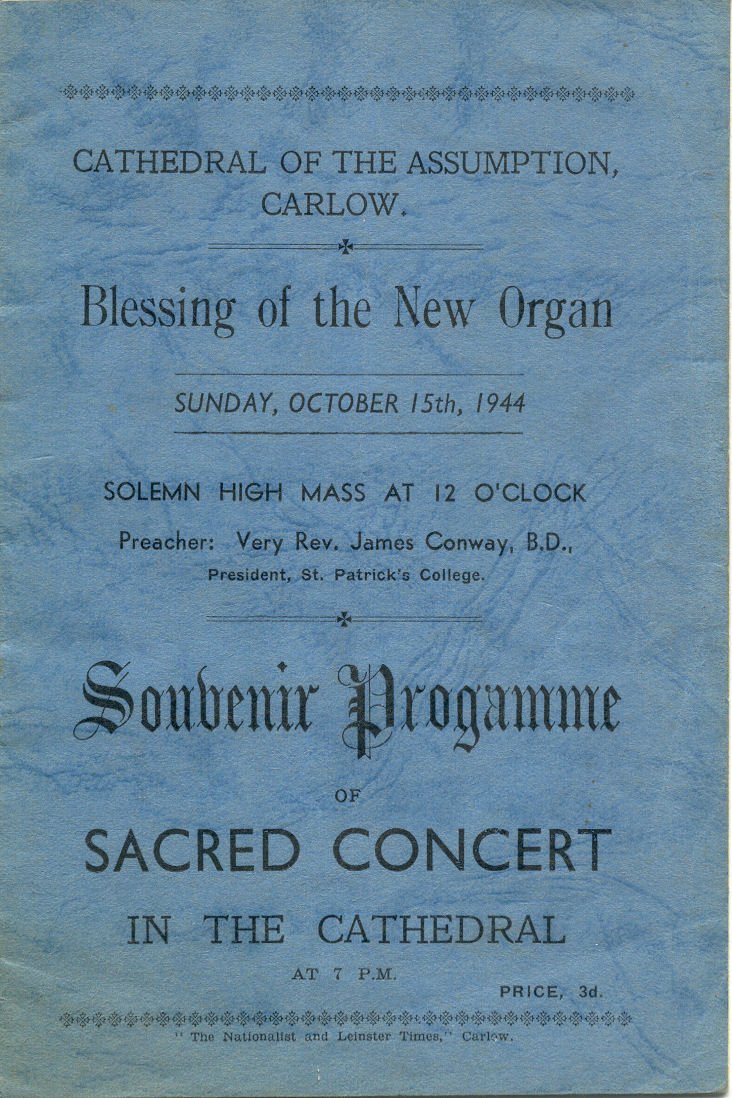 CATHEDRAL OF THE ASSUMPTION,
CARLOW.
Blessing of the New Organ
SUNDAY, OCTOBER 15th, 1944
SOLEMN HIGH MASS AT 12 O'CLOCK
Preacher: Very Rev. James Conway, B.D.,
President, St. Patrick's College.
Souvenir Progamme
OF
SACRED CONCERT
IN THE CATHEDRAL
AT 7 P.M.
PRICE, 3d.
" The Nationalist and Leinster Times," Carlow.